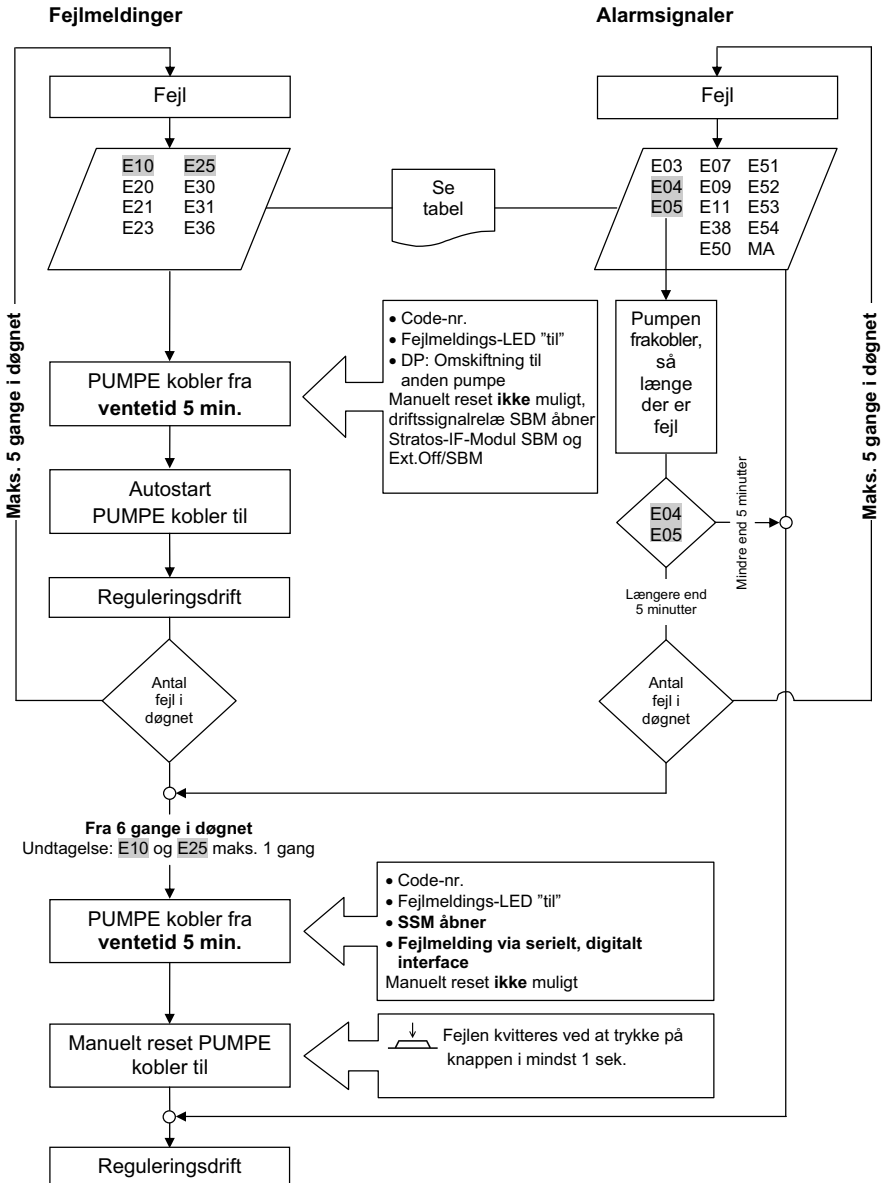 Fejlmeldinger
Alarmsignaler
Fejl
Fejl
E10 E25
E20 E30
E21 E31
E23 E36
Se
tabel
E03 E07 E51
E04 E09 E52
E05 E11 E53
E38 E54
E50 MA
Maks. 5 gange i døgnet
• Code-nr.
• Fejlmeldings-LED ”til”
• DP: Omskiftning til
anden pumpe
Manuelt reset ikke muligt,
driftssignalrelæ SBM åbner
Stratos-IF-Modul SBM og
Ext.Off/SBM
Pumpen
frakobler,
så
længe
der er
fejl
Maks. 5 gange i døgnet
PUMPE kobler fra
ventetid 5 min.
Autostart
PUMPE kobler til
E04
E05
Mindre end 5 minutter
Reguleringsdrift
Længere end
5 minutter
Antal
fejl i
døgnet
Antal
fejl i
døgnet
Fra 6 gange i døgnet
Undtagelse: E10 og E25 maks. 1 gang
PUMPE kobler fra
ventetid 5 min.
• Code-nr.
• Fejlmeldings-LED ”til”
• SSM åbner
• Fejlmelding via serielt, digitalt
interface
Manuelt reset ikke muligt
Manuelt reset PUMPE
kobler til
Fejlen kvitteres ved at trykke på
knappen i mindst 1 sek.
Reguleringsdrift